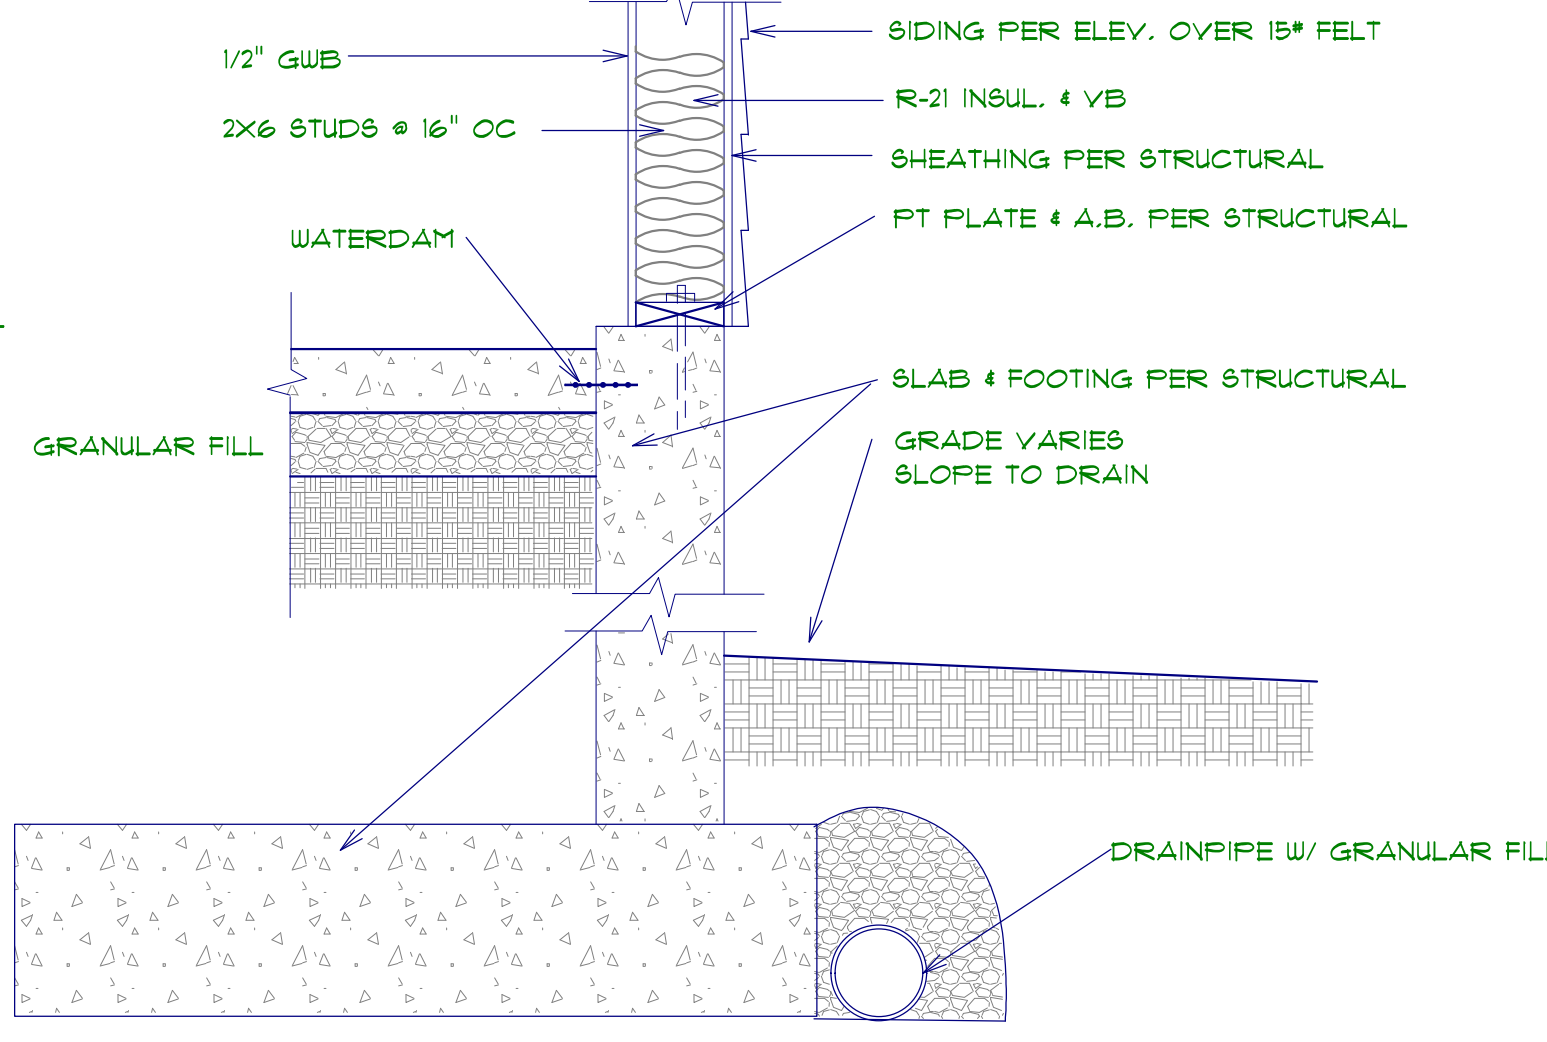 SIDING PER ELEV. OVER 15# FELT
1/2" GWB
R-21 INSUL. & VB
2X6 STUDS @ 16" OC
SHEATHING PER STRUCTURAL
PT PLATE & A.B. PER STRUCTURAL
WATERDAM
SLAB & FOOTING PER STRUCTURAL
GRANULAR FILL
GRADE VARIES
SLOPE TO DRAIN
DRAINPIPE W/ GRANULAR FILL